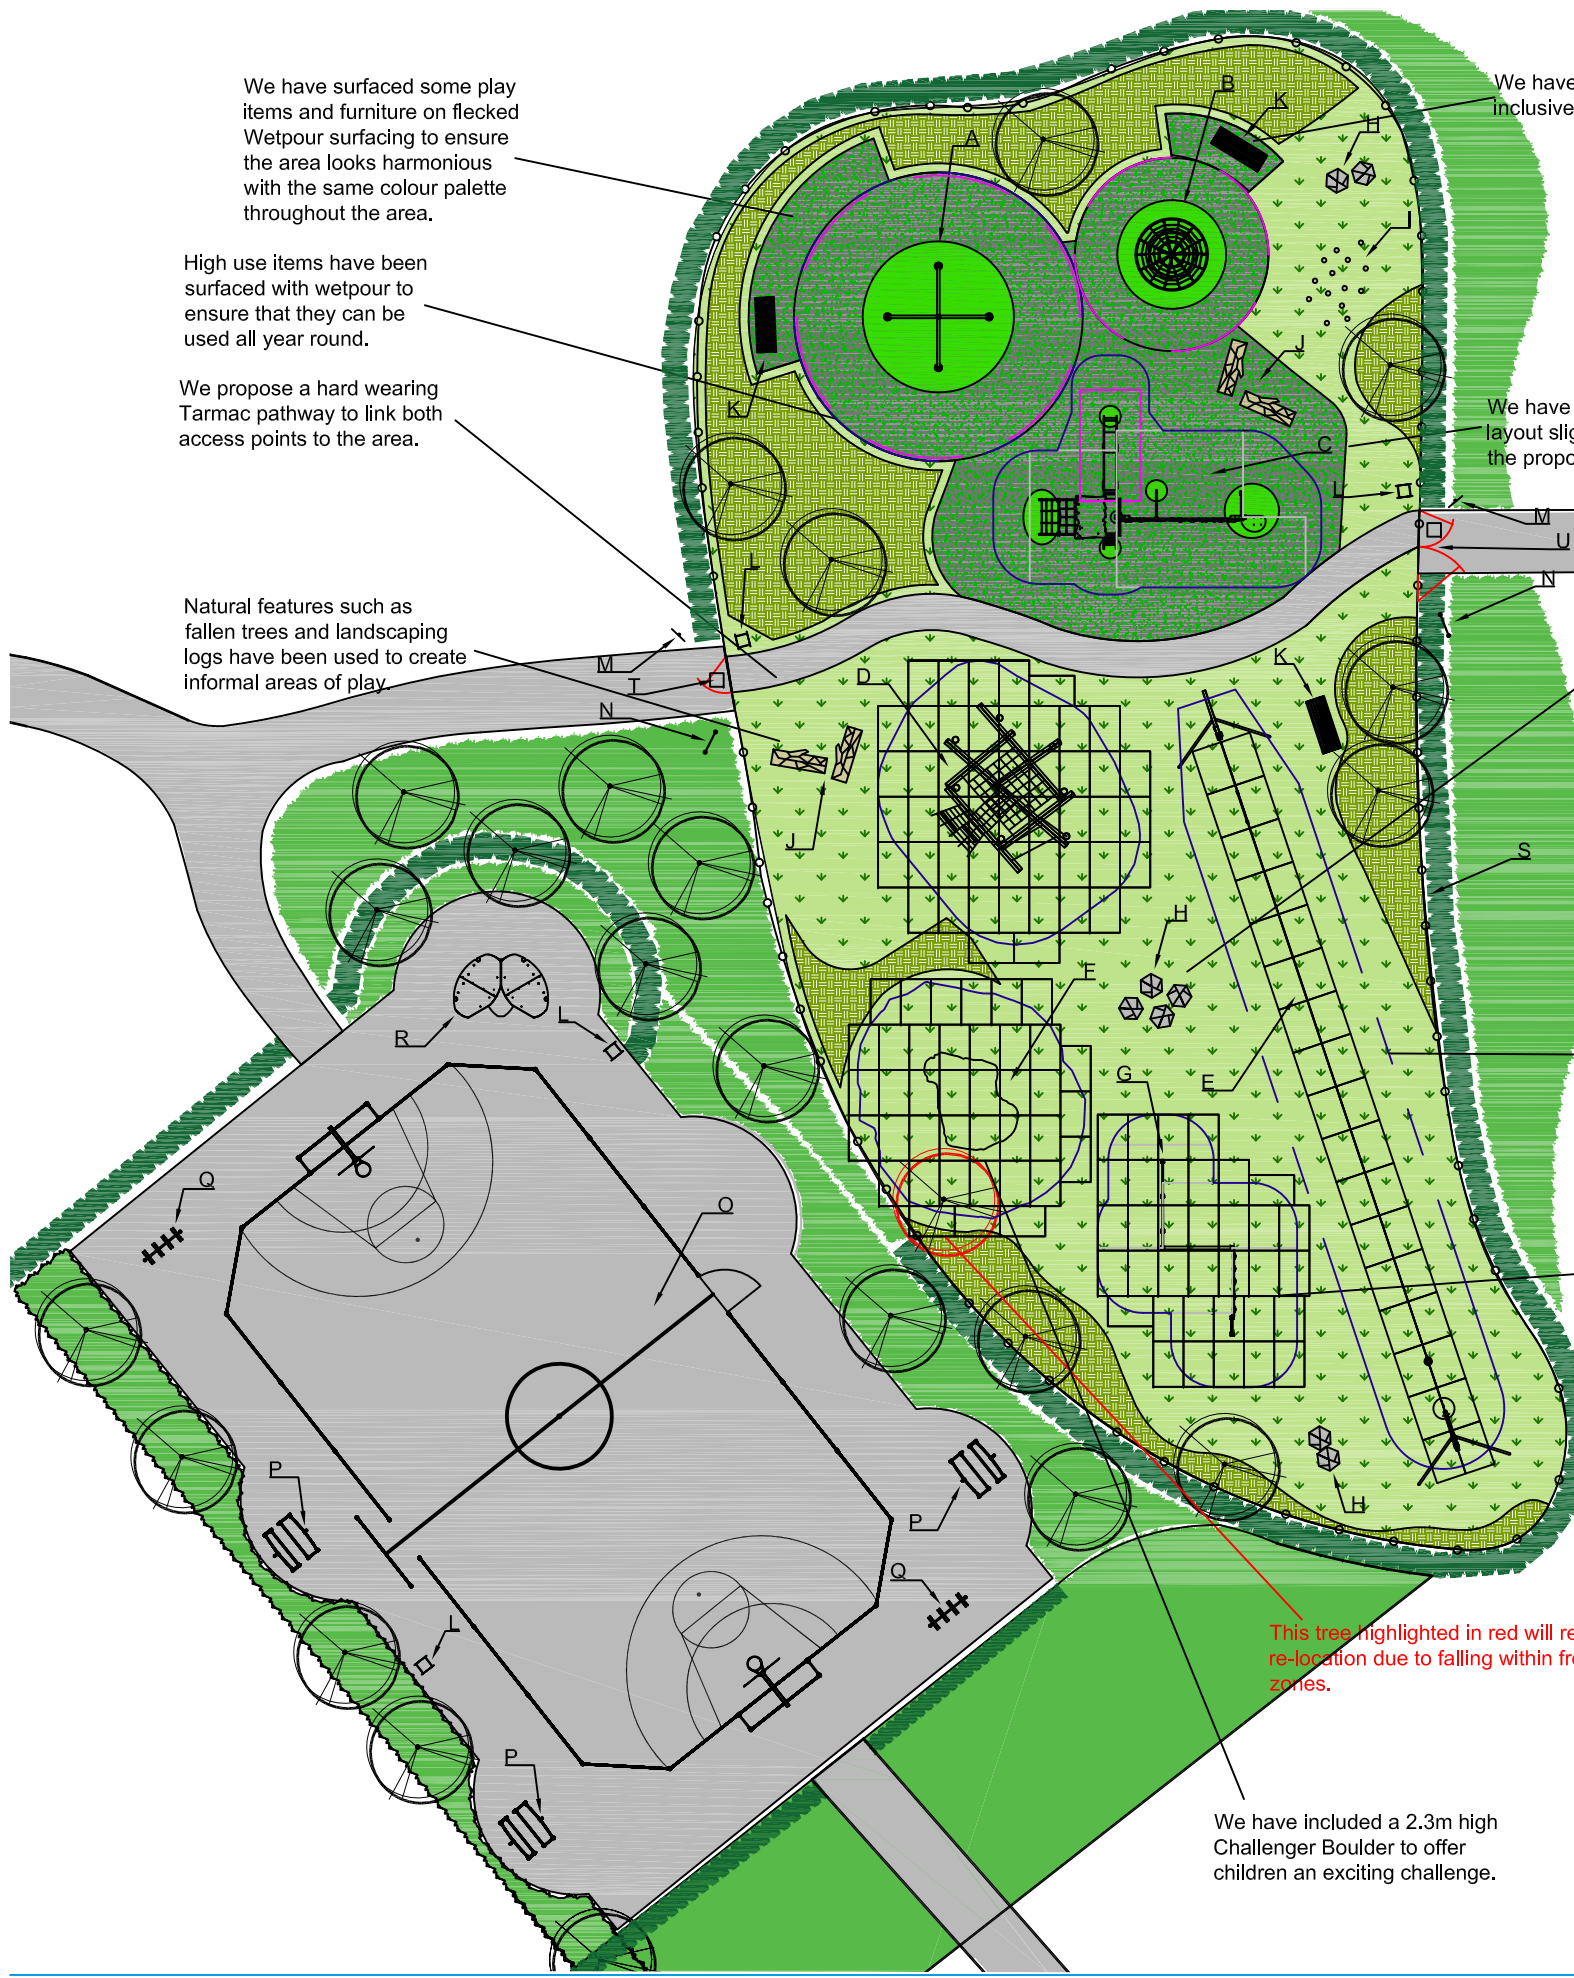 We have surfaced some play
items and furniture on flecked
Wetpour surfacing to ensure
the area looks harmonious
with the same colour palette
throughout the area.
High use items have been
surfaced with wetpour to
ensure that they can be
used all year round.
We propose a hard wearing
Tarmac pathway to link both
access points to the area.
Natural features such as
fallen trees and landscaping
logs have been used to create
informal areas of play.
We have
inclusive
We have
layout slig
the propo
This tree highlighted in red will re
re-location due to falling within fre
zones.
We have included a 2.3m high
Challenger Boulder to offer
children an exciting challenge.
A
B
K
H
I
J
K
C
L
M
U
N
L
M
T
N
D
K
J
S
H
F
R
L
G
E
Q
O
P
P
H
Q
L
P